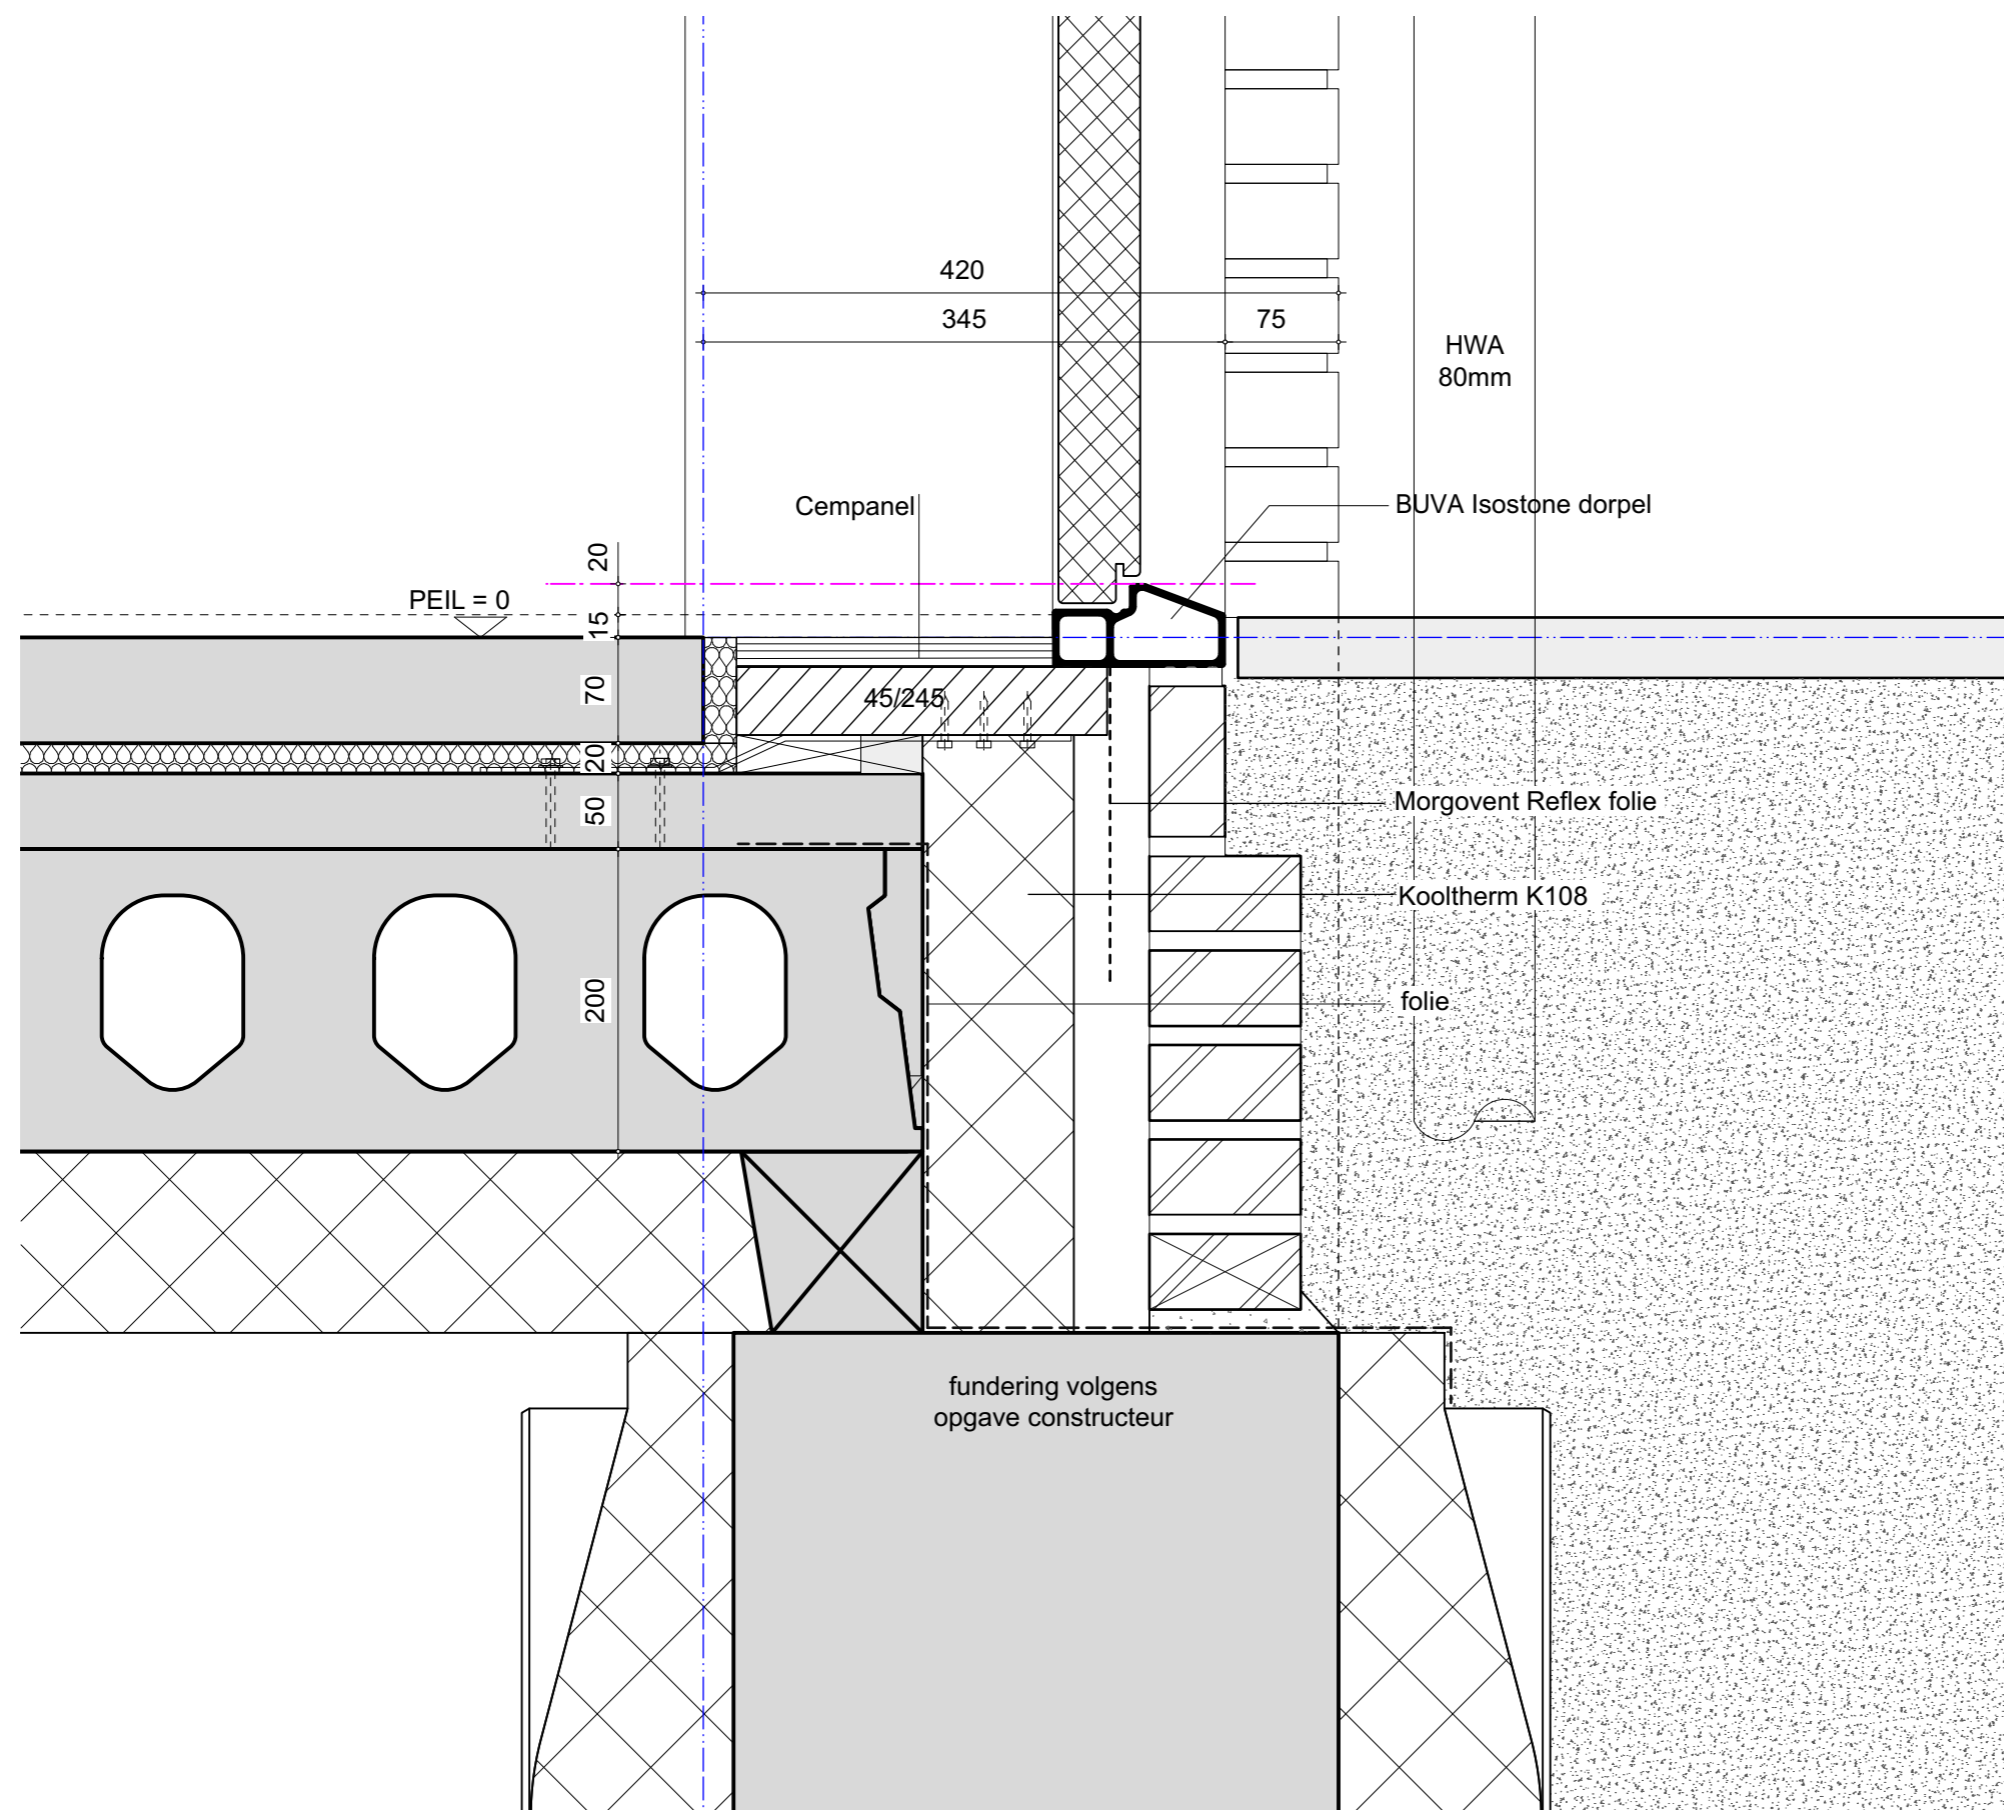 420
345
75
HWA
80mm
Cempanel
BUVA Isostone dorpel
20
PEIL = 0
15
70
45/245
20
50
Morgovent Reflex folie
Kooltherm K108
200
folie
fundering volgens
opgave constructeur